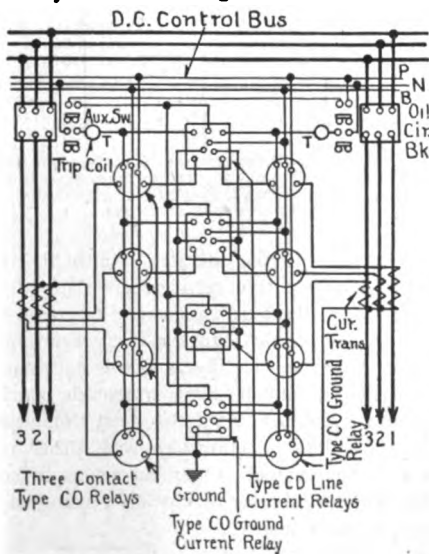 D.C. Control Bus
P
N
B
Aux. Sw.
Oil
Cir.
Bk
T
T
Trip Coil
Cur.
Trans.
Type CO Ground
Relay
3 2 1
3 2 1
Three Contact
Type CO Relays
Ground
Type CD Line
Current Relays
Type CO Ground
Current Relay